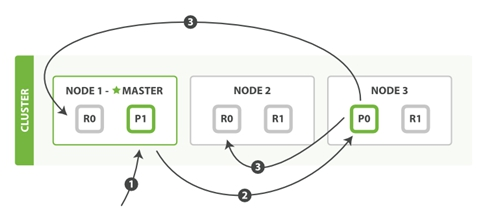 3
CLUSTER
NODE 1 - ★MASTER
NODE 2
NODE 3
R0 P1
R0 R1
P0 R1
3
1
2